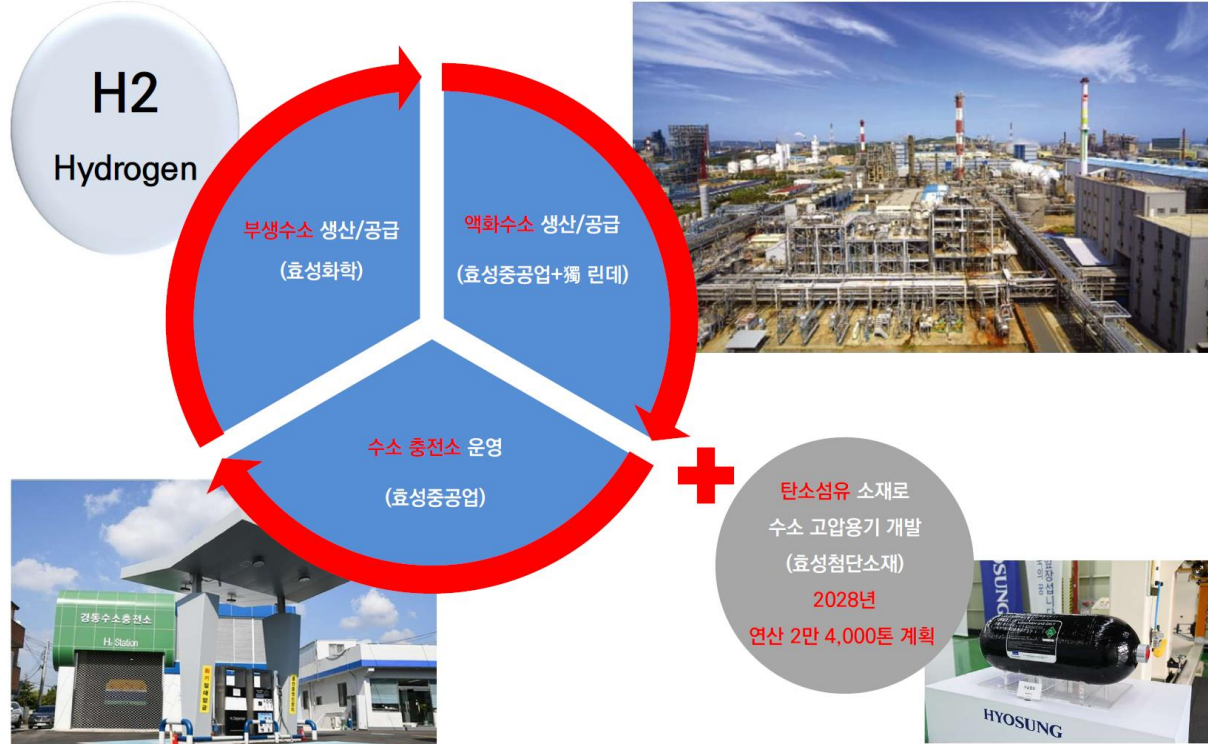 H2
Hydrogen
부생수소 생산/공급
(효성화학)
액화수소 생산/공급
(효성중공업+獨 린데)
수소 충전소 운영
(효성중공업)
탄소섬유 소재로
수소 고압용기 개발
(효성첨단소재)
2028년
연산 2만 4,000톤 계획
경동수소충전소
H₂ Station
HYOSUNG
HYOSUNG